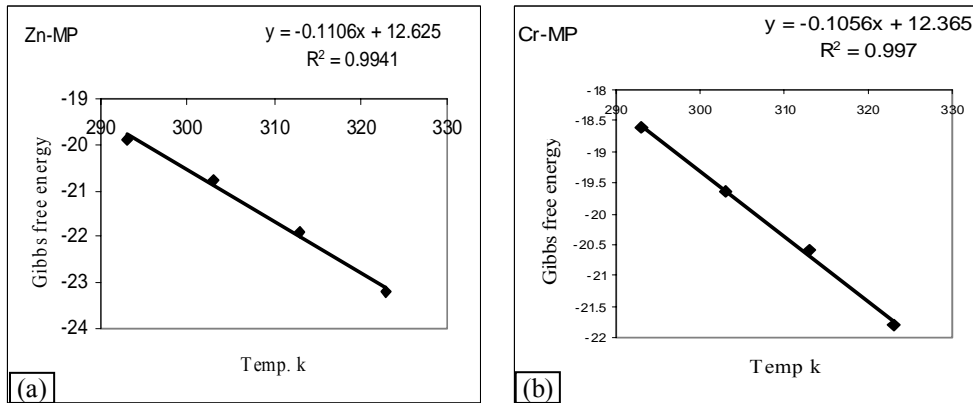 Zn-MP
y = -0.1106x + 12.625
R² = 0.9941
-19
290 300 310 320 330
-20
-21
-22
-23
-24
Gibbs free energy
Temp. k
(a)
Cr-MP
y = -0.1056x + 12.365
R² = 0.997
-18
290 300 310 320 330
-18.5
-19
-19.5
-20
-20.5
-21
-21.5
-22
Gibbs free energy
Temp k
(b)